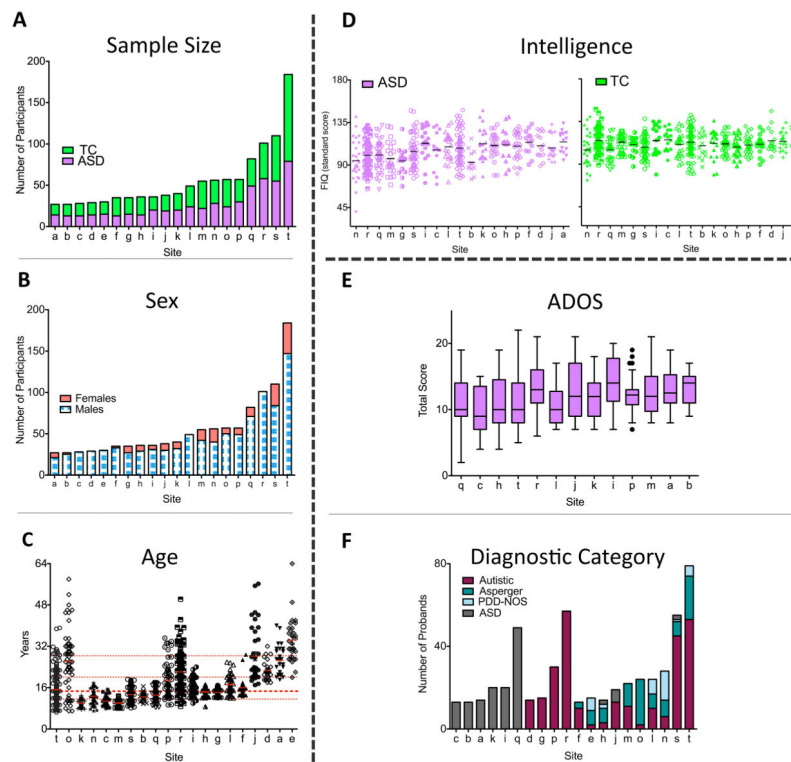 A
Sample Size
200
150
100
50
0
Number of Participants
TC
ASD
a b c d e f g h i j k l m n o p q r s t
Site
B
Sex
200
150
100
50
0
Number of Participants
Females
Males
a b c d e f g h i j k l m n o p q r s t
Site
C
Age
64
48
32
16
0
Years
t o k n c m s b q p r i h g l f j d a e
Site
D
Intelligence
180
135
90
45
FIQ (standard score)
ASD
TC
n r q m g s i c l t b k o h p f d j a
Site
n r q m g s i c l t b k o h p f d j
Site
E
ADOS
20
10
0
Total Score
q c h t r l j k i p m a b
Site
F
Diagnostic Category
80
40
0
Number of Probands
Autistic
Asperger
PDD-NOS
ASD
c b a k i q d g p r f e h j m o l n s t
Site